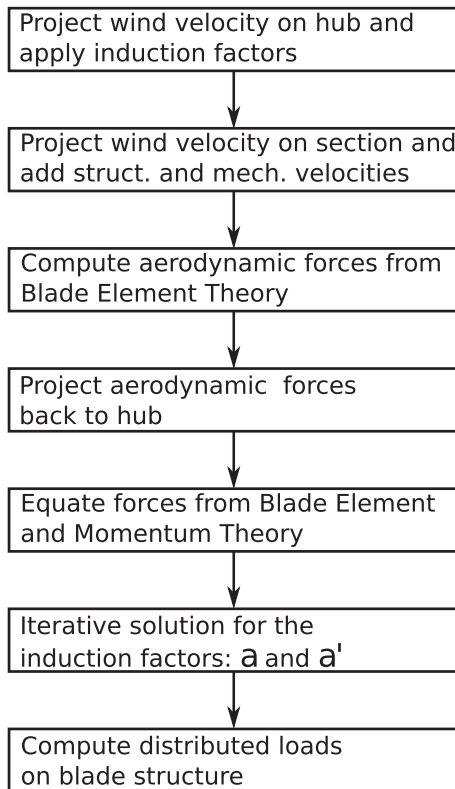 Project wind velocity on hub and
apply induction factors
Project wind velocity on section and
add struct. and mech. velocities
Compute aerodynamic forces from
Blade Element Theory
Project aerodynamic forces
back to hub
Equate forces from Blade Element
and Momentum Theory
Iterative solution for the
induction factors: a and a'
Compute distributed loads
on blade structure